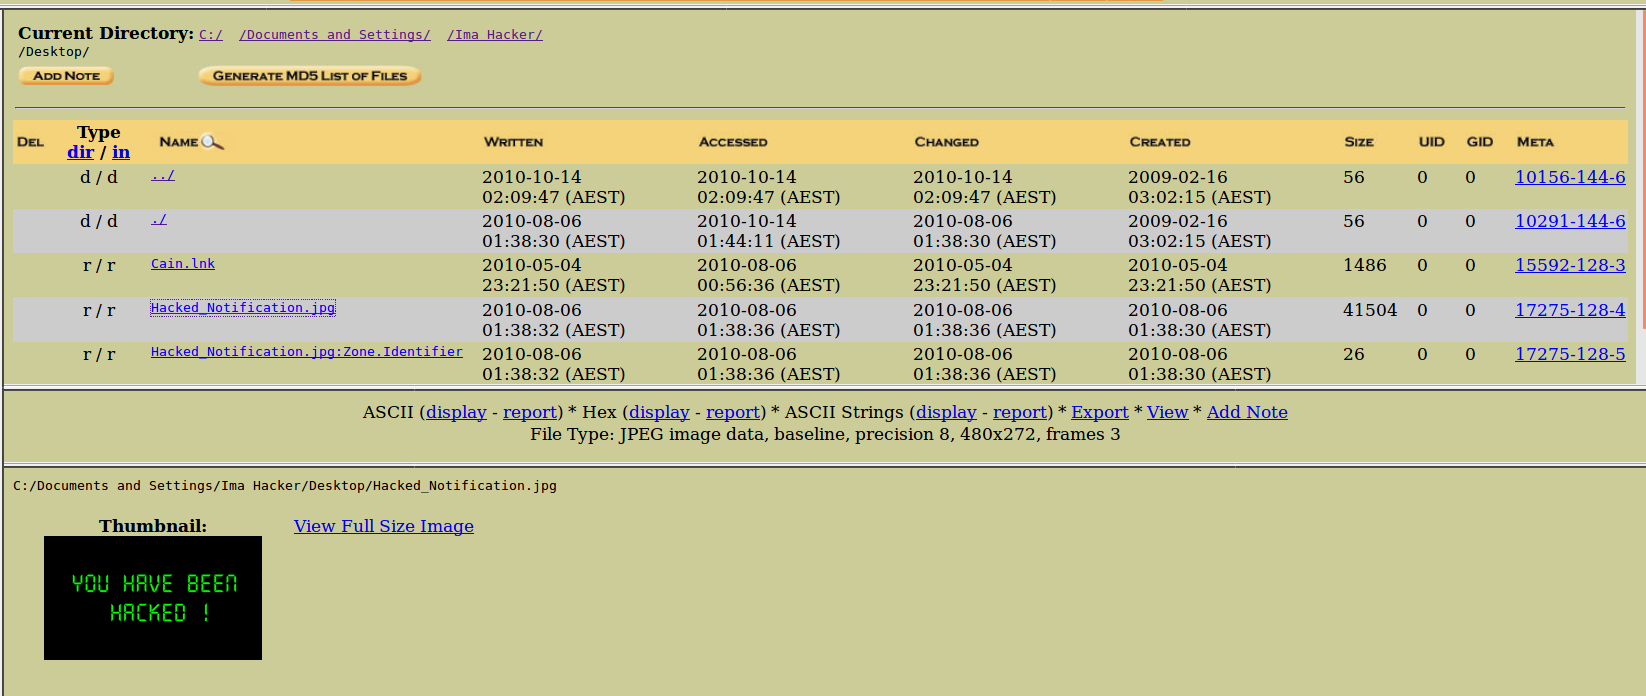 Current Directory: C:/ /Documents and Settings/ /Ima Hacker/
/Desktop/
ADD NOTE GENERATE MD5 LIST OF FILES
DEL Type dir / in NAME WRITTEN ACCESSED CHANGED CREATED SIZE UID GID META
d / d ../ 2010-10-14 02:09:47 (AEST) 2010-10-14 02:09:47 (AEST) 2010-10-14 02:09:47 (AEST) 2009-02-16 03:02:15 (AEST) 56 0 0 10156-144-6
d / d ./ 2010-08-06 01:38:30 (AEST) 2010-10-14 01:44:11 (AEST) 2010-08-06 01:38:30 (AEST) 2009-02-16 03:02:15 (AEST) 56 0 0 10291-144-6
r / r Cain.lnk 2010-05-04 23:21:50 (AEST) 2010-08-06 00:56:36 (AEST) 2010-05-04 23:21:50 (AEST) 2010-05-04 23:21:50 (AEST) 1486 0 0 15592-128-3
r / r Hacked_Notification.jpg 2010-08-06 01:38:32 (AEST) 2010-08-06 01:38:36 (AEST) 2010-08-06 01:38:36 (AEST) 2010-08-06 01:38:30 (AEST) 41504 0 0 17275-128-4
r / r Hacked_Notification.jpg:Zone.Identifier 2010-08-06 01:38:32 (AEST) 2010-08-06 01:38:36 (AEST) 2010-08-06 01:38:36 (AEST) 2010-08-06 01:38:30 (AEST) 26 0 0 17275-128-5
ASCII (display - report) * Hex (display - report) * ASCII Strings (display - report) * Export * View * Add Note
File Type: JPEG image data, baseline, precision 8, 480x272, frames 3
C:/Documents and Settings/Ima Hacker/Desktop/Hacked_Notification.jpg
Thumbnail: View Full Size Image
YOU HAVE BEEN
HACKED !